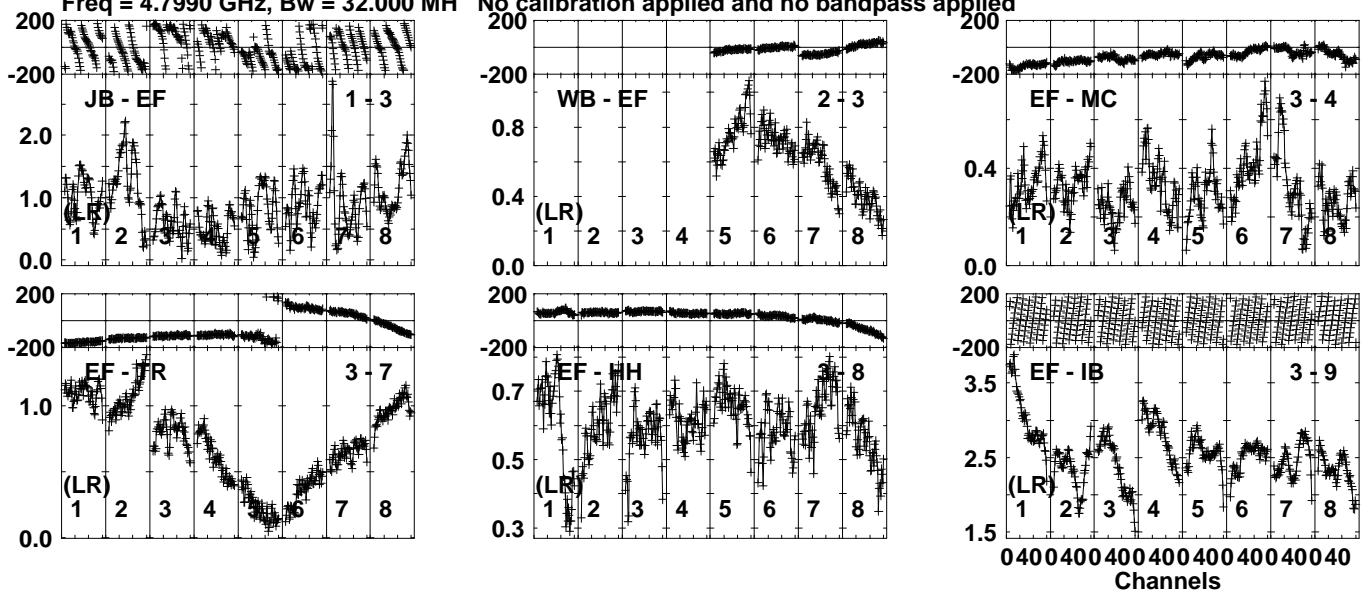 Freq = 4.7990 GHz, Bw = 32.000 MH No calibration applied and no bandpass applied
200
-200
JB - EF
1 - 3
2.0
1.0
0.0
(LR)
1 2 3 4 5 6 7 8
WB - EF
2 - 3
0.8
0.4
0.0
(LR)
1 2 3 4 5 6 7 8
200
-200
EF - MC
3 - 4
0.4
0.0
(LR)
1 2 3 4 5 6 7 8
200
-200
EF - TR
3 - 7
1.0
0.0
(LR)
1 2 3 4 5 6 7 8
200
-200
EF - HH
3 - 8
0.7
0.5
0.3
(LR)
1 2 3 4 5 6 7 8
200
-200
EF - IB
3 - 9
3.5
2.5
1.5
(LR)
1 2 3 4 5 6 7 8
0 40 0 40 0 40 0 40 0 40 0 40 0 40 0 40
Channels